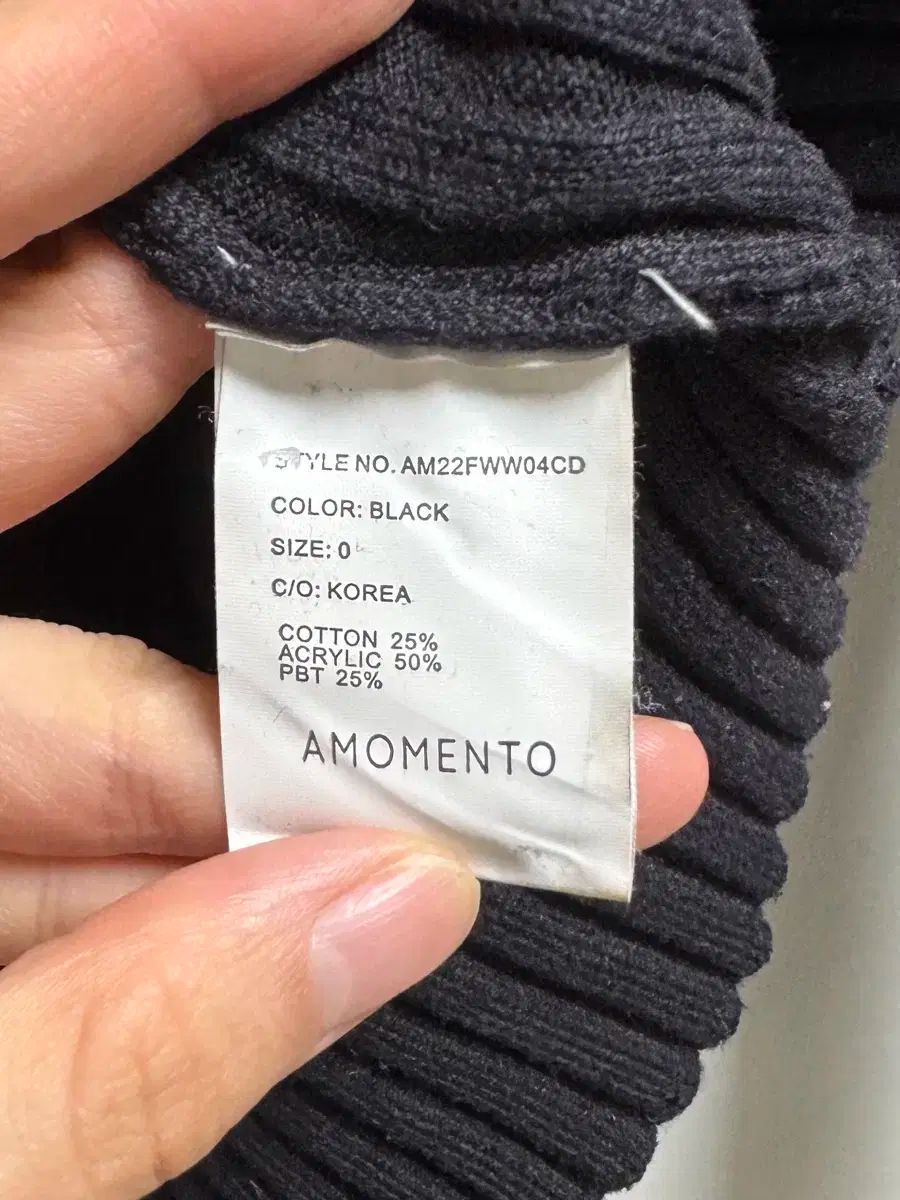 STYLE NO. AM22FWW04CD
COLOR: BLACK
SIZE: 0
C/O: KOREA
COTTON 25%
ACRYLIC 50%
PBT 25%
AMOMENTO